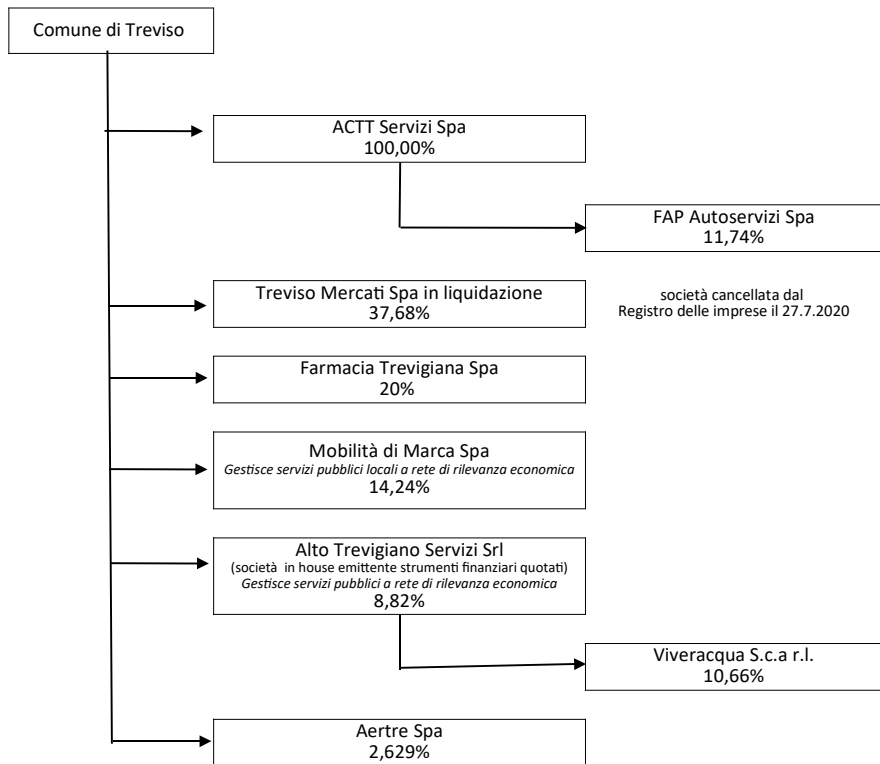 Comune di Treviso
ACTT Servizi Spa
100,00%
FAP Autoservizi Spa
11,74%
Treviso Mercati Spa in liquidazione
37,68%
società cancellata dal
Registro delle imprese il 27.7.2020
Farmacia Trevigiana Spa
20%
Mobilità di Marca Spa
Gestisce servizi pubblici locali a rete di rilevanza economica
14,24%
Alto Trevigiano Servizi Srl
(società in house emittente strumenti finanziari quotati)
Gestisce servizi pubblici a rete di rilevanza economica
8,82%
Viveracqua S.c.a r.l.
10,66%
Aertre Spa
2,629%